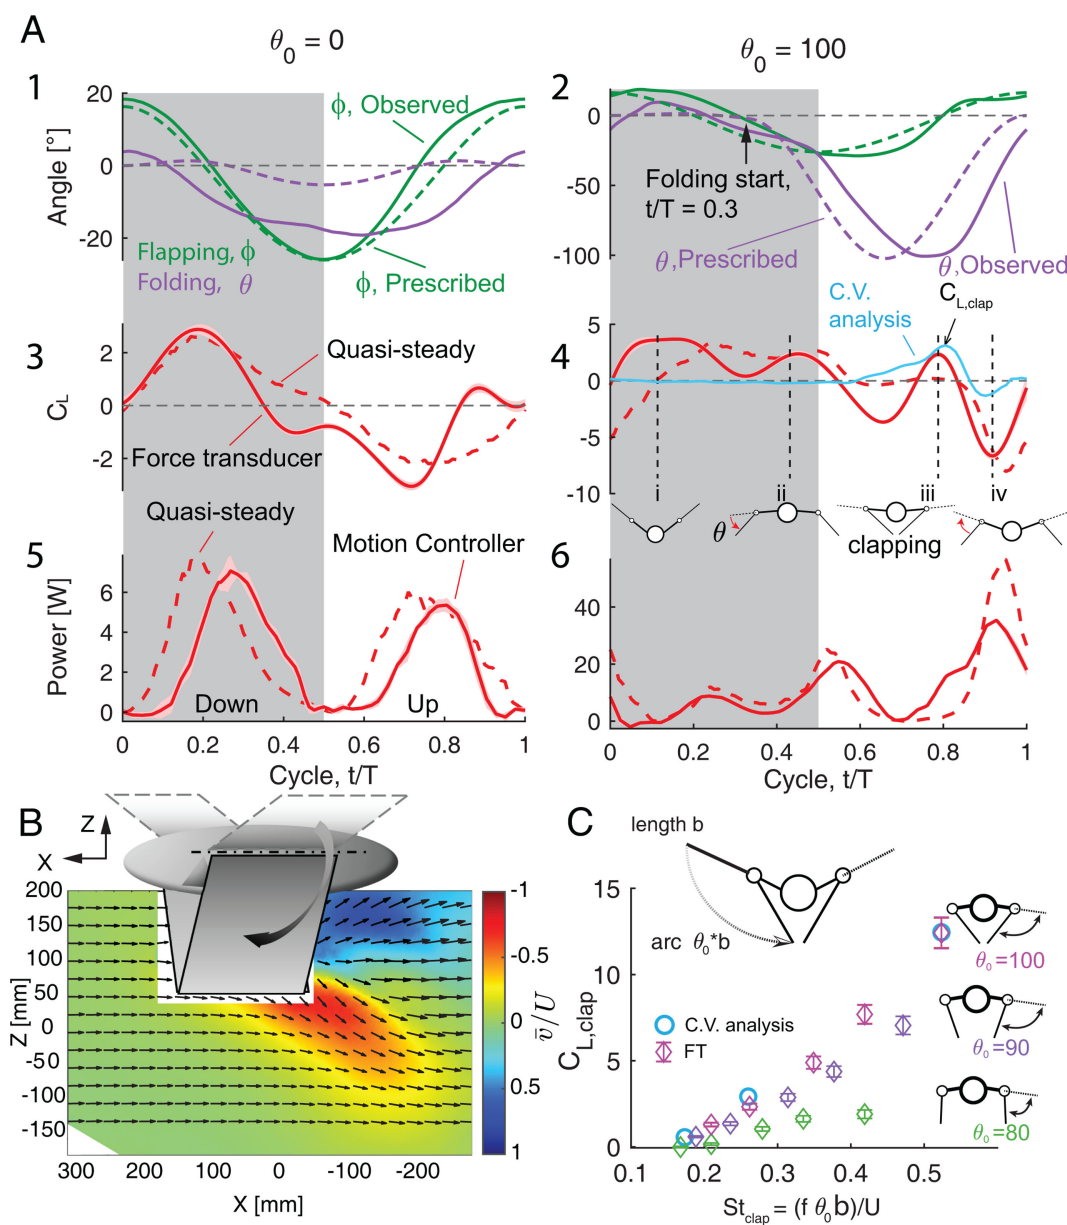 A
θ0 = 0
θ0 = 100
1
20
0
-20
Angle [°]
ϕ, Observed
Flapping, ϕ
Folding, θ
ϕ, Prescribed
2
0
-50
-100
Folding start,
t/T = 0.3
θ,Prescribed
θ,Observed
3
2
0
-2
CL
Quasi-steady
Force transducer
4
5
0
-5
-10
C.V.
analysis
CL,clap
i
ii
iii
iv
θ
clapping
5
6
4
2
0
Power [W]
Quasi-steady
Motion Controller
Down
Up
0
0.2
0.4
0.6
0.8
1
Cycle, t/T
6
60
40
20
0
0
0.2
0.4
0.6
0.8
1
Cycle, t/T
B
Z
X
200
150
100
50
0
-50
-100
-150
Z[mm]
300
200
100
0
-100
-200
X [mm]
-1
-0.5
0
0.5
1
v̄/U
C
length b
arc θ0*b
15
10
5
0
CL,clap
C.V. analysis
FT
θ0=100
θ0=90
θ0=80
0.1
0.2
0.3
0.4
0.5
Stclap = (f θ0b)/U